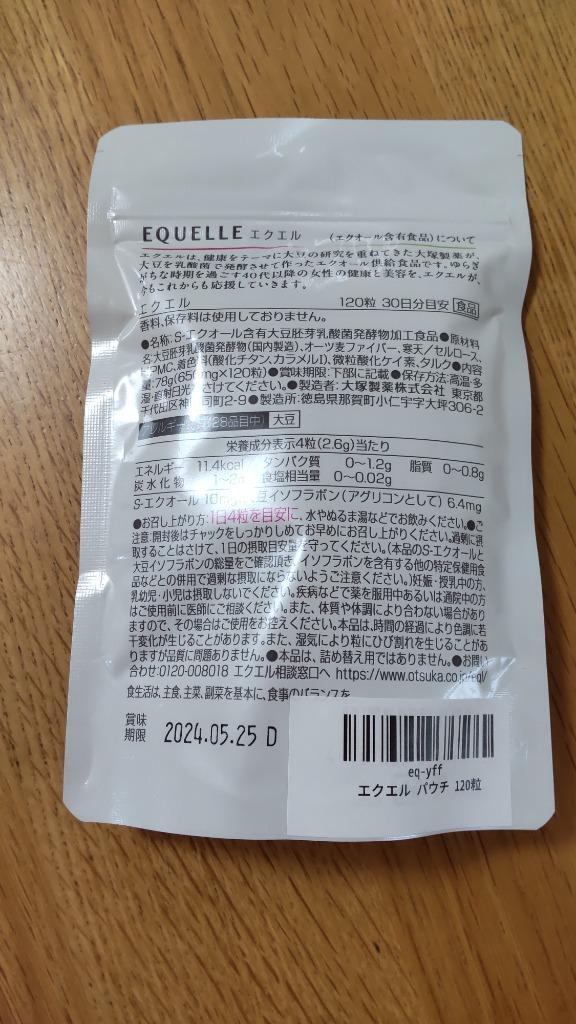 EQUELLE エクエル (エクオール含有食品)について
エクエルは、健康をテーマに大豆の研究を重ねてきた大塚製薬が、
大豆を乳酸菌で発酵させて作ったエクオール供給食品です。ゆらぎ
がちな時期を過ごす40代以降の女性の健康と美容を、エクエルが、
今もこれからも応援していきます。
エクエル 120粒 30日分目安 食品
香料、保存料は使用しておりません。
●名称:S-エクオール含有大豆胚芽乳酸菌発酵物加工食品●原材料
名:大豆胚芽乳酸菌発酵物(国内製造)、オーツ麦ファイバー、寒天/セルロース、
HPMC、着色料(酸化チタン、カラメルI)、微粒酸化ケイ素、タルク●内容
量:78g(650mg×120粒)●賞味期限:下部に記載●保存方法:高温・多
湿・直射日光をさけてください。●製造者:大塚製薬株式会社 東京都
千代田区神田司町2-9●製造所:徳島県那賀町小仁宇字大坪306-2
(28品目中) 大豆
栄養成分表示4粒(2.6g)当たり
エネルギー 11.4kcal タンパク質 0〜1.2g 脂質 0〜0.8g
炭水化物 1〜2g 食塩相当量 0〜0.02g
S-エクオール 10mg 大豆イソフラボン(アグリコンとして) 6.4mg
●お召し上がり方:1日4粒を目安に、水やぬるま湯などでお飲みください。●ご
注意:開封後はチャックをしっかりしめてお早めにお召し上がりください。過剰に摂
取することはさけて、1日の摂取目安量を守ってください。(本品のS-エクオールと
大豆イソフラボンの総量をご確認頂き、イソフラボンを含有する他の特定保健用食
品などとの併用で過剰な摂取にならないようご注意ください。)妊娠・授乳中の方、
乳幼児・小児は摂取しないでください。疾病などで薬を服用中あるいは通院中の方
はご使用前に医師にご相談ください。また、体質や体調により合わない場合があり
ますので、その場合はご使用をお控えください。本品は、時間の経過により色調に若
干変化が生じることがあります。また、湿気により粒にひび割れを生じることがあ
りますが品質に問題ありません。●本品は、詰め替え用ではありません。●お問い
合わせ:0120-008018 エクエル相談窓口へ https://www.otsuka.co.jp/eql/
食生活は、主食、主菜、副菜を基本に、食事のバランスを
賞味
期限 2024.05.25 D
eq-yff
エクエル パウチ 120粒